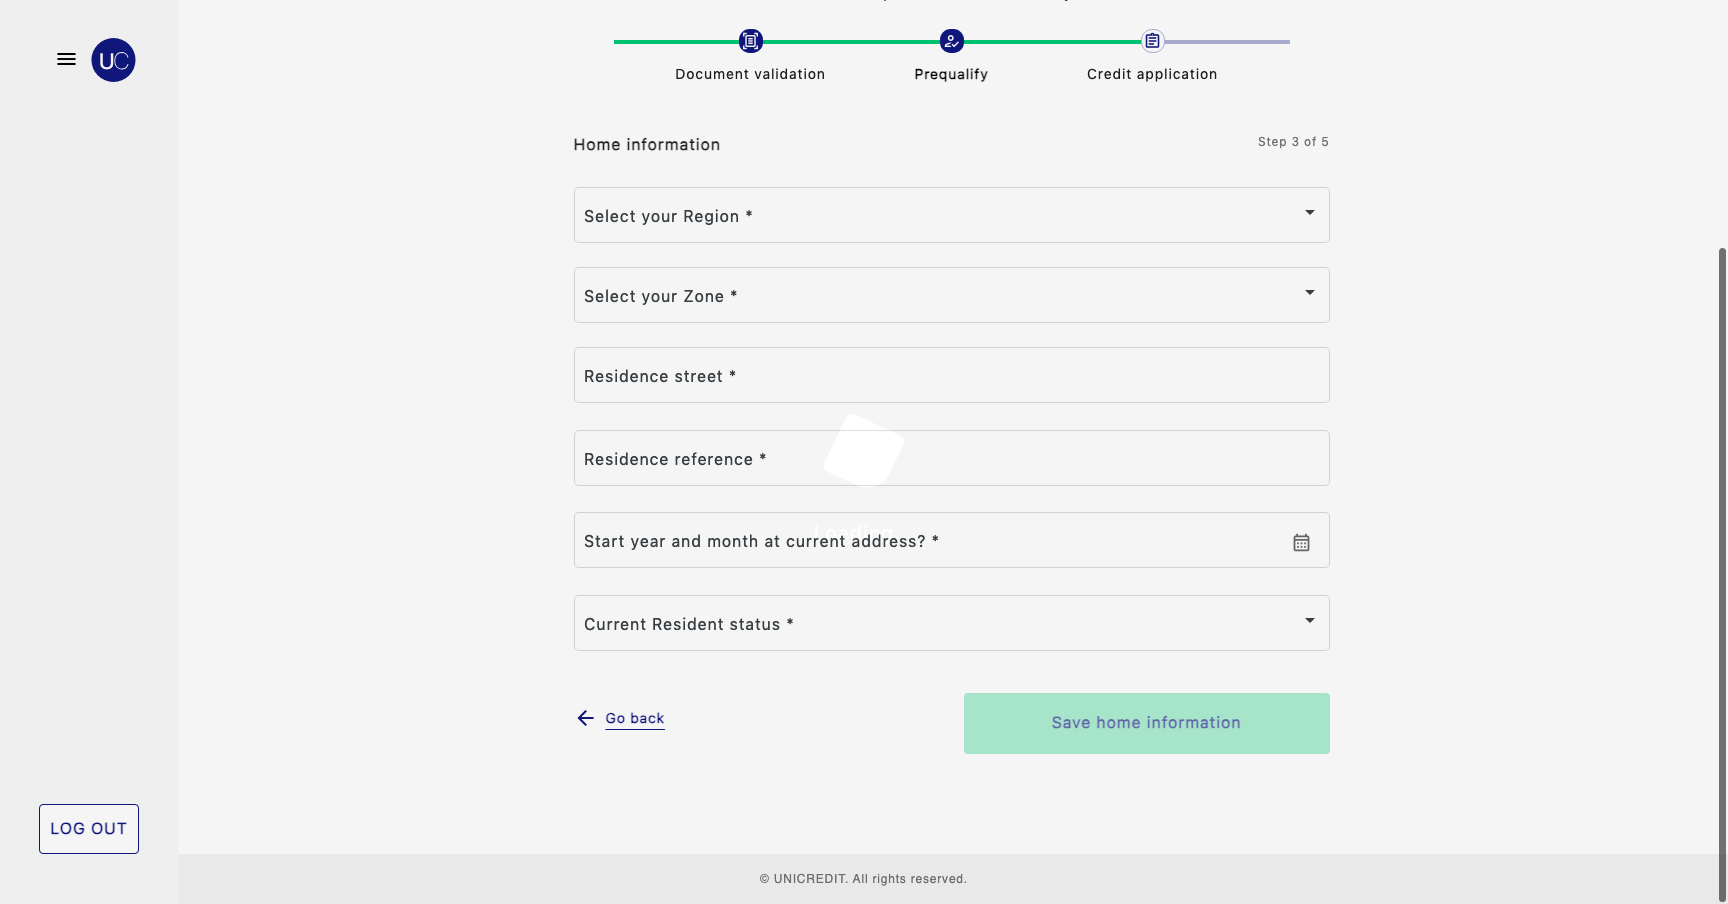 UC
Document validation
Prequalify
Credit application
Home information
Step 3 of 5
Select your Region *
Select your Zone *
Residence street *
Residence reference *
Loading
Start year and month at current address? *
Current Resident status *
Go back
Save home information
LOG OUT
© UNICREDIT. All rights reserved.